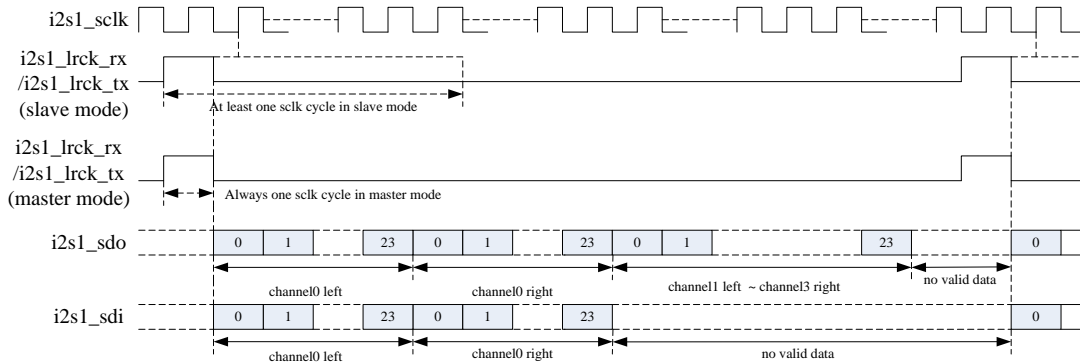 i2s1_sclk
i2s1_lrck_rx
/i2s1_lrck_tx
(slave mode)
At least one sclk cycle in slave mode
i2s1_lrck_rx
/i2s1_lrck_tx
(master mode)
Always one sclk cycle in master mode
i2s1_sdo
0 1 23 0 1 23 0 1 23 0
channel0 left channel0 right channel1 left ~ channel3 right no valid data
i2s1_sdi
0 1 23 0 1 23 0
channel0 left channel0 right no valid data